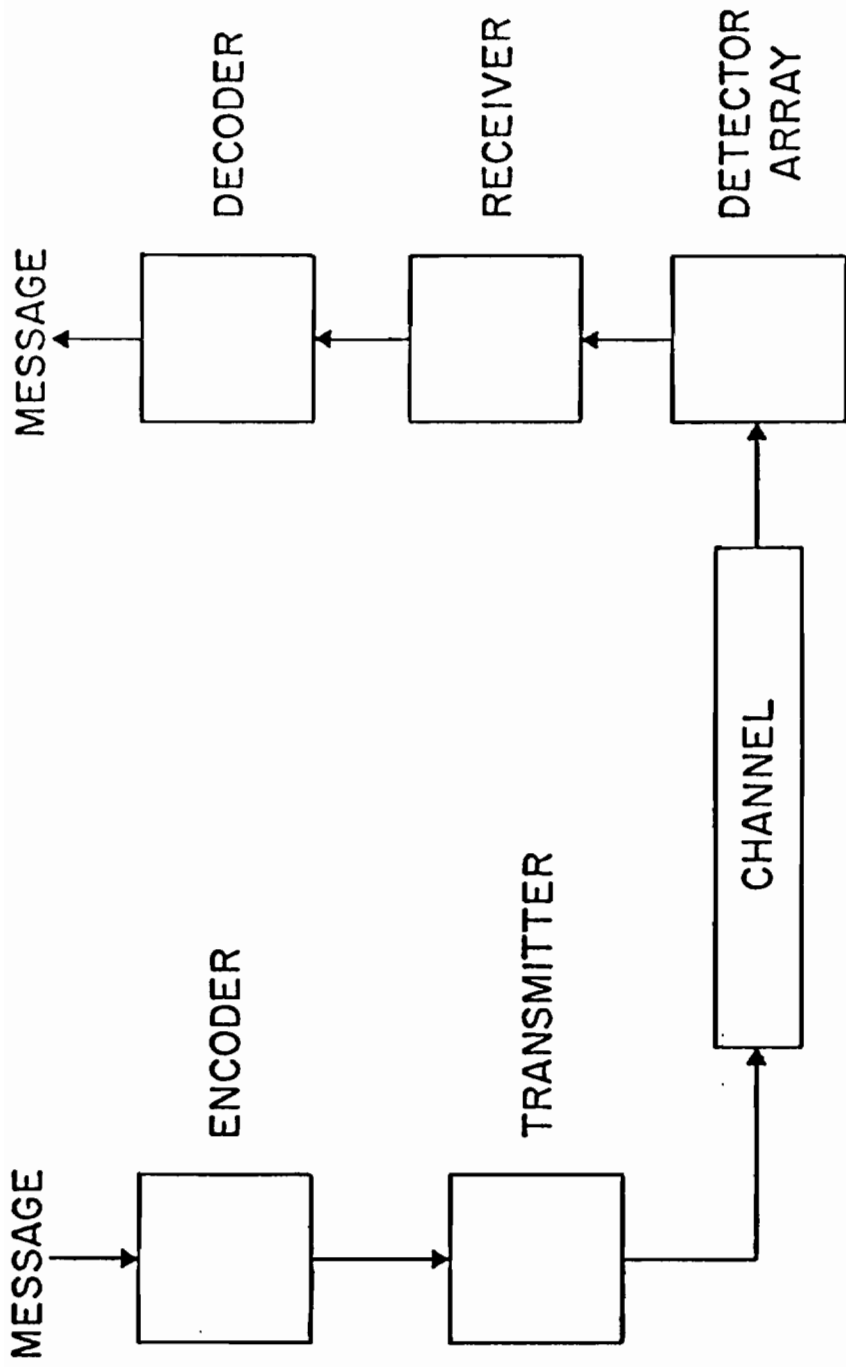 MESSAGE
ENCODER
TRANSMITTER
CHANNEL
DETECTOR
ARRAY
RECEIVER
DECODER
MESSAGE